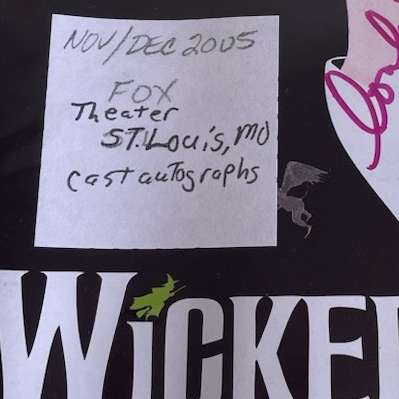 NOV/DEC 2005
FOX
Theater
ST. Louis, MO
cast autographs
WICKE